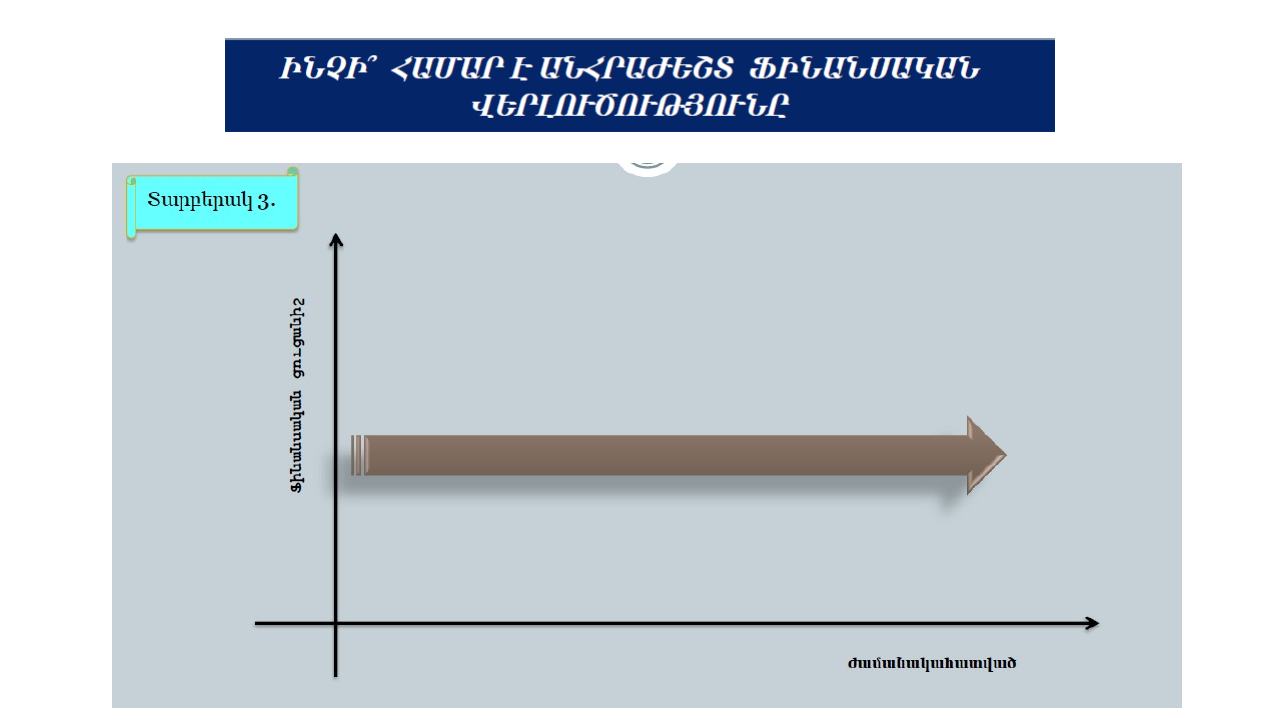 ԻՆՉԻ՞ ՀԱՄԱՐ Է ԱՆՀՐԱԺԵՇՏ ՖԻՆԱՆՍԱԿԱՆ
ՎԵՐԼՈՒԾՈՒԹՅՈՒՆԸ
Տարբերակ 3.
Ֆինանսական ցուցանիշ
Ժամանակահատված